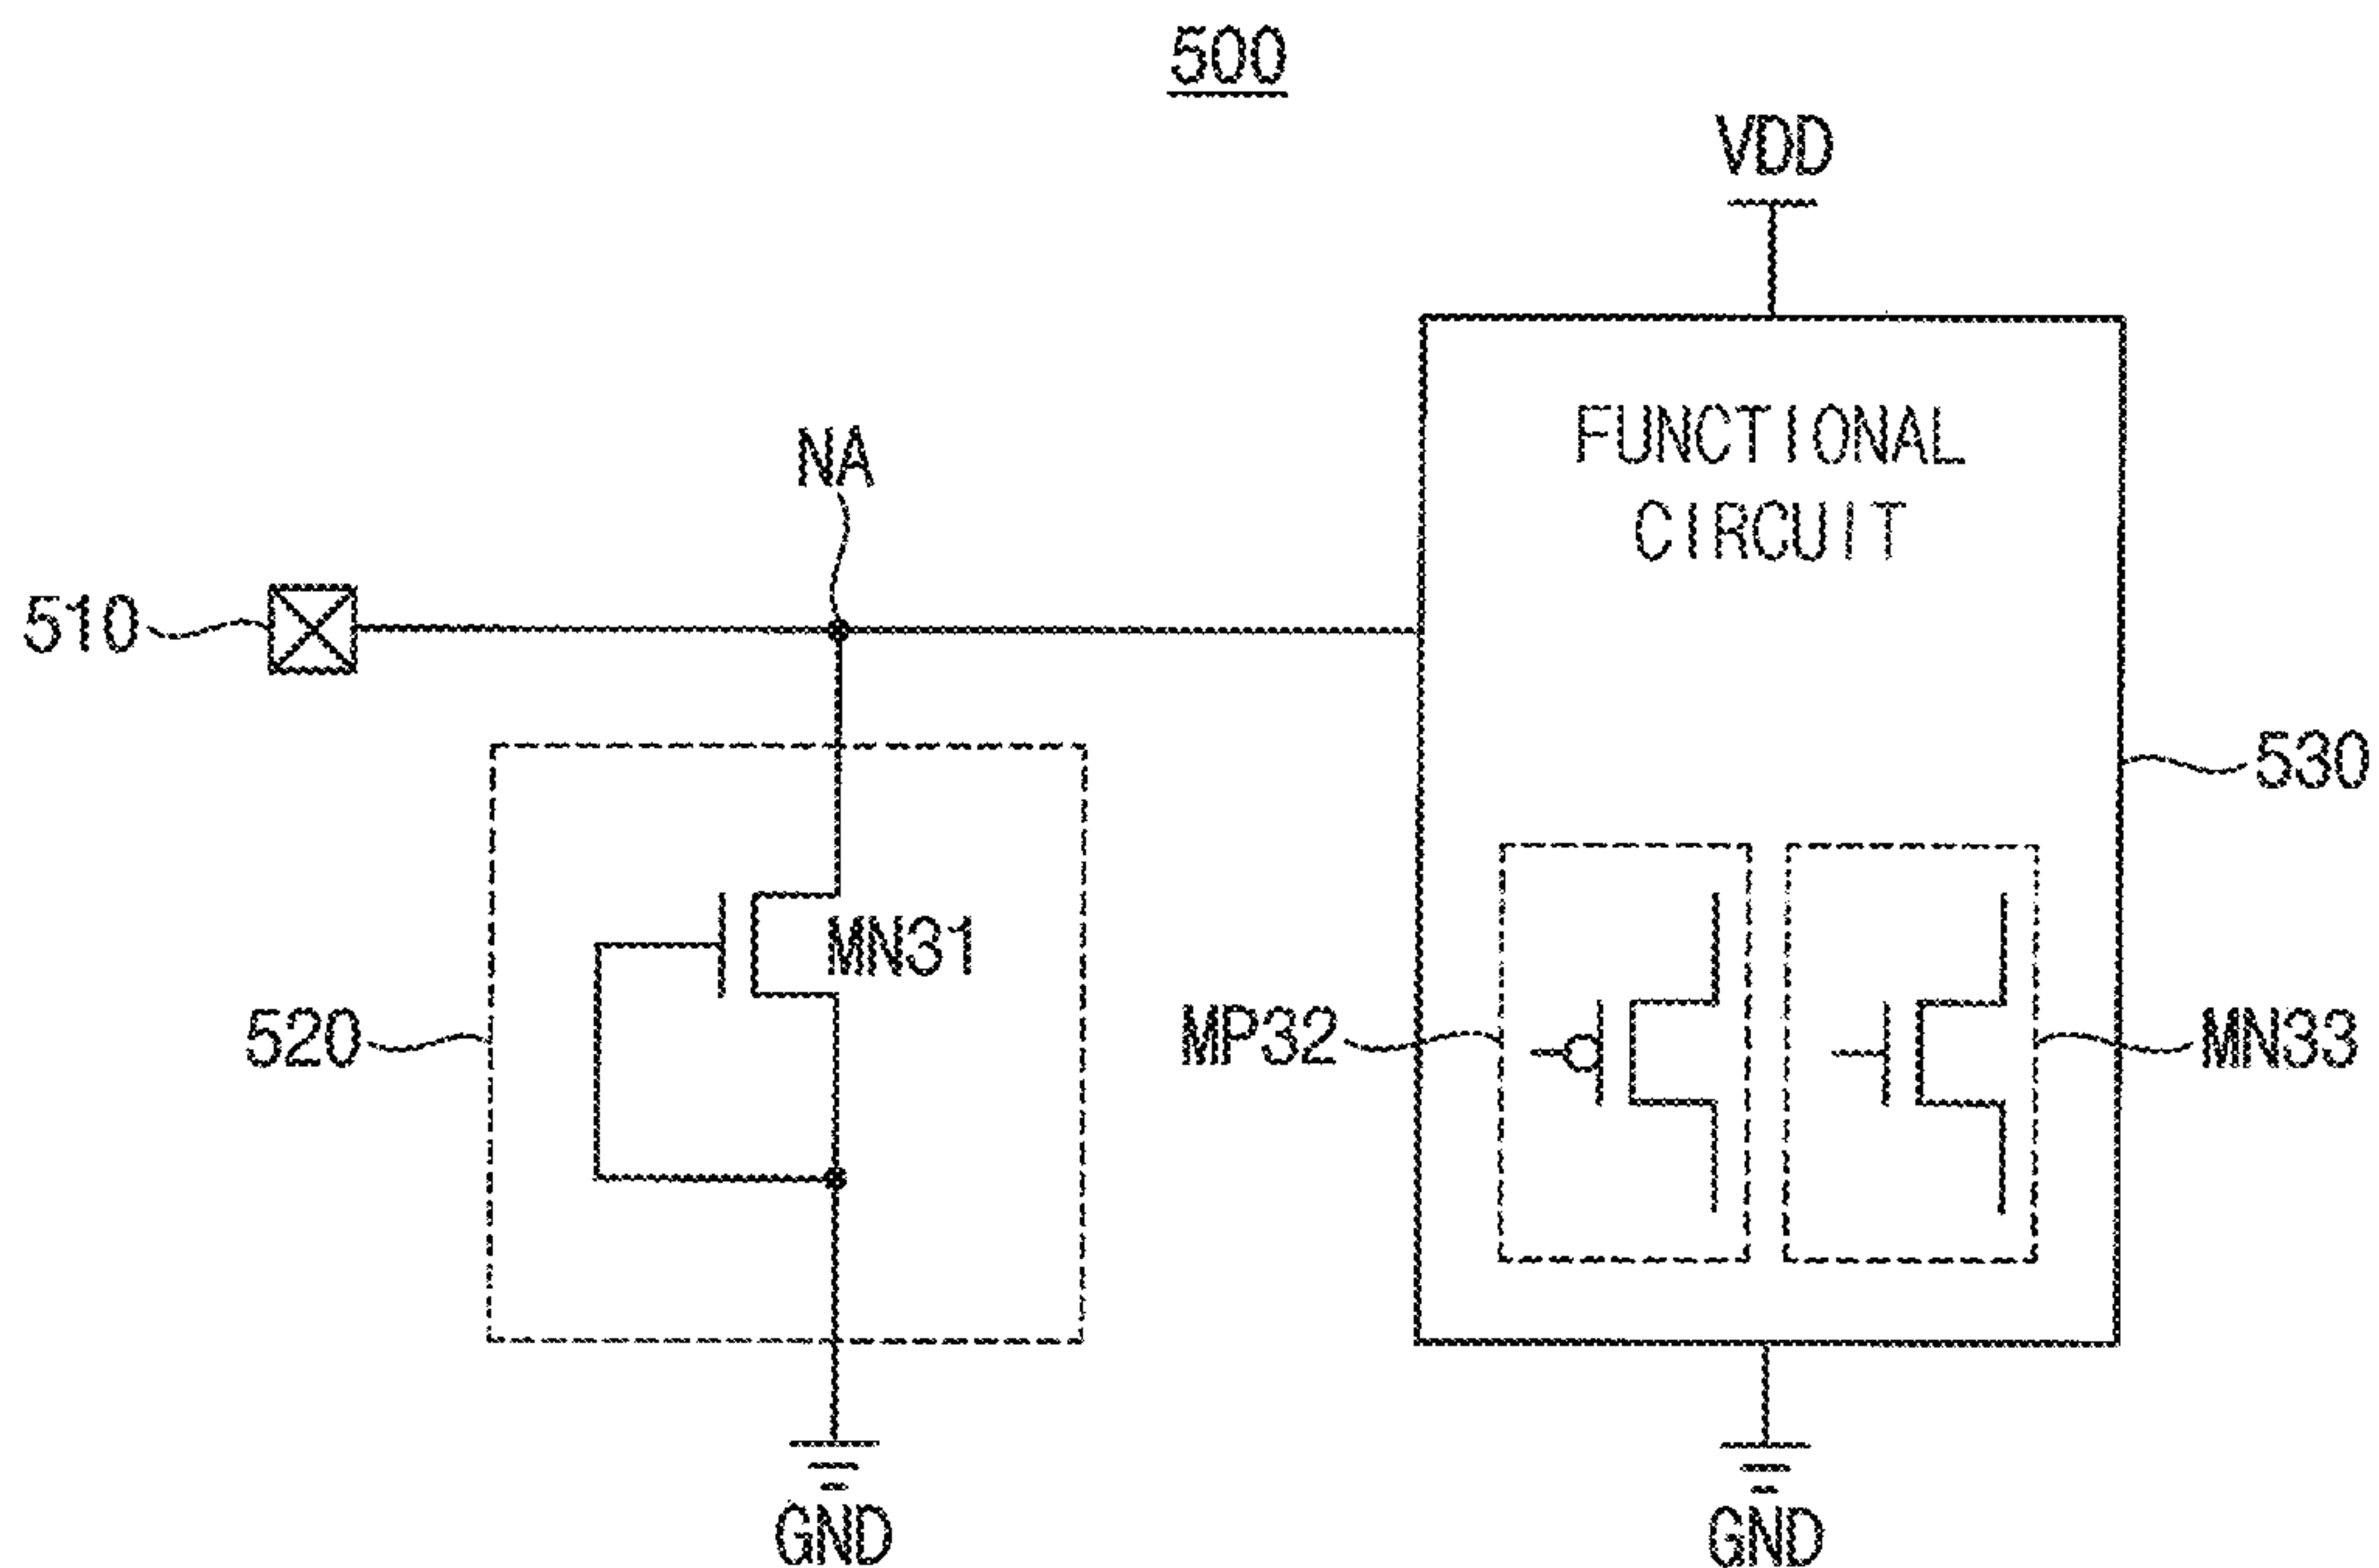 500
VDD
FUNCTIONAL
CIRCUIT
NA
510
530
MN31
520
MP32
MN33
GND
GND